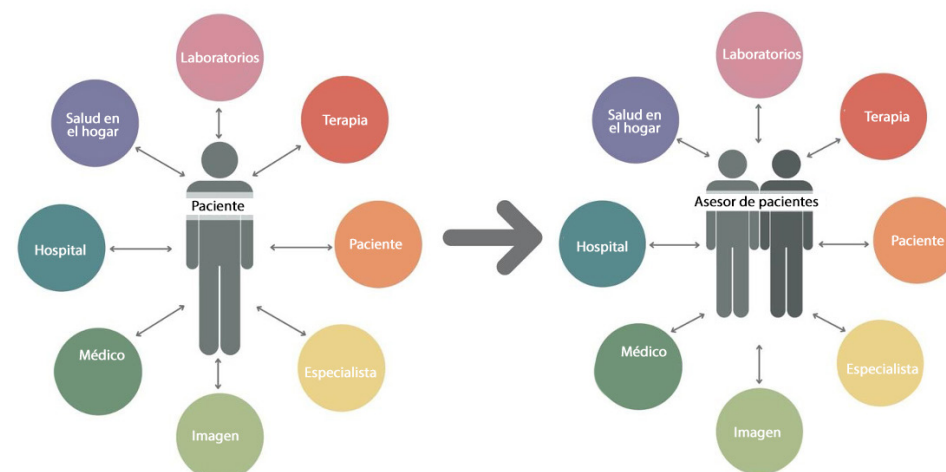 Laboratorios
Salud en
el hogar
Terapia
Paciente
Hospital
Paciente
Médico
Especialista
Imagen
Laboratorios
Salud en
el hogar
Terapia
Asesor de pacientes
Hospital
Paciente
Médico
Especialista
Imagen